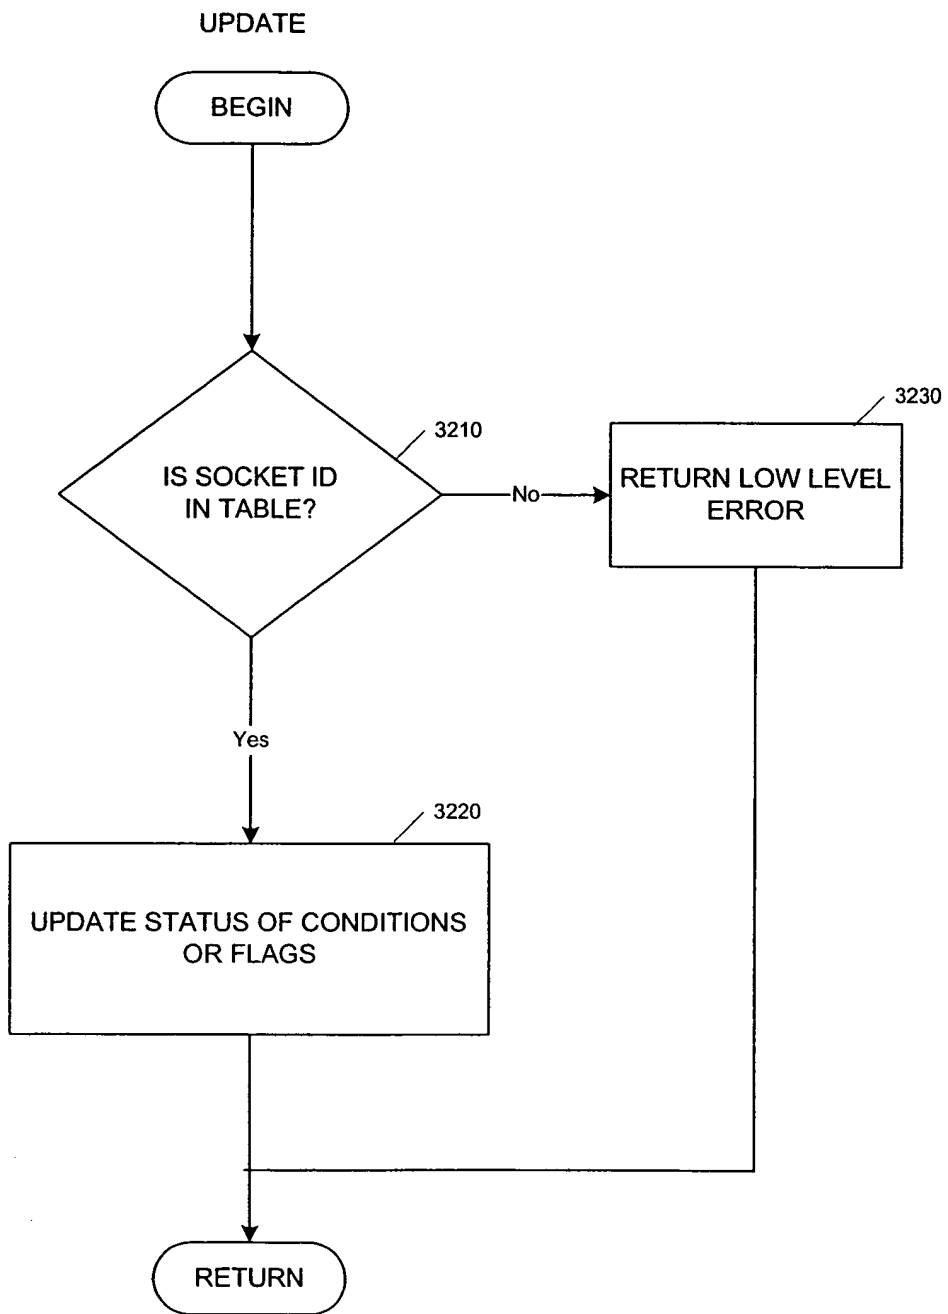 UPDATE
BEGIN
3210
IS SOCKET ID
IN TABLE?
No
3230
RETURN LOW LEVEL
ERROR
Yes
3220
UPDATE STATUS OF CONDITIONS
OR FLAGS
RETURN